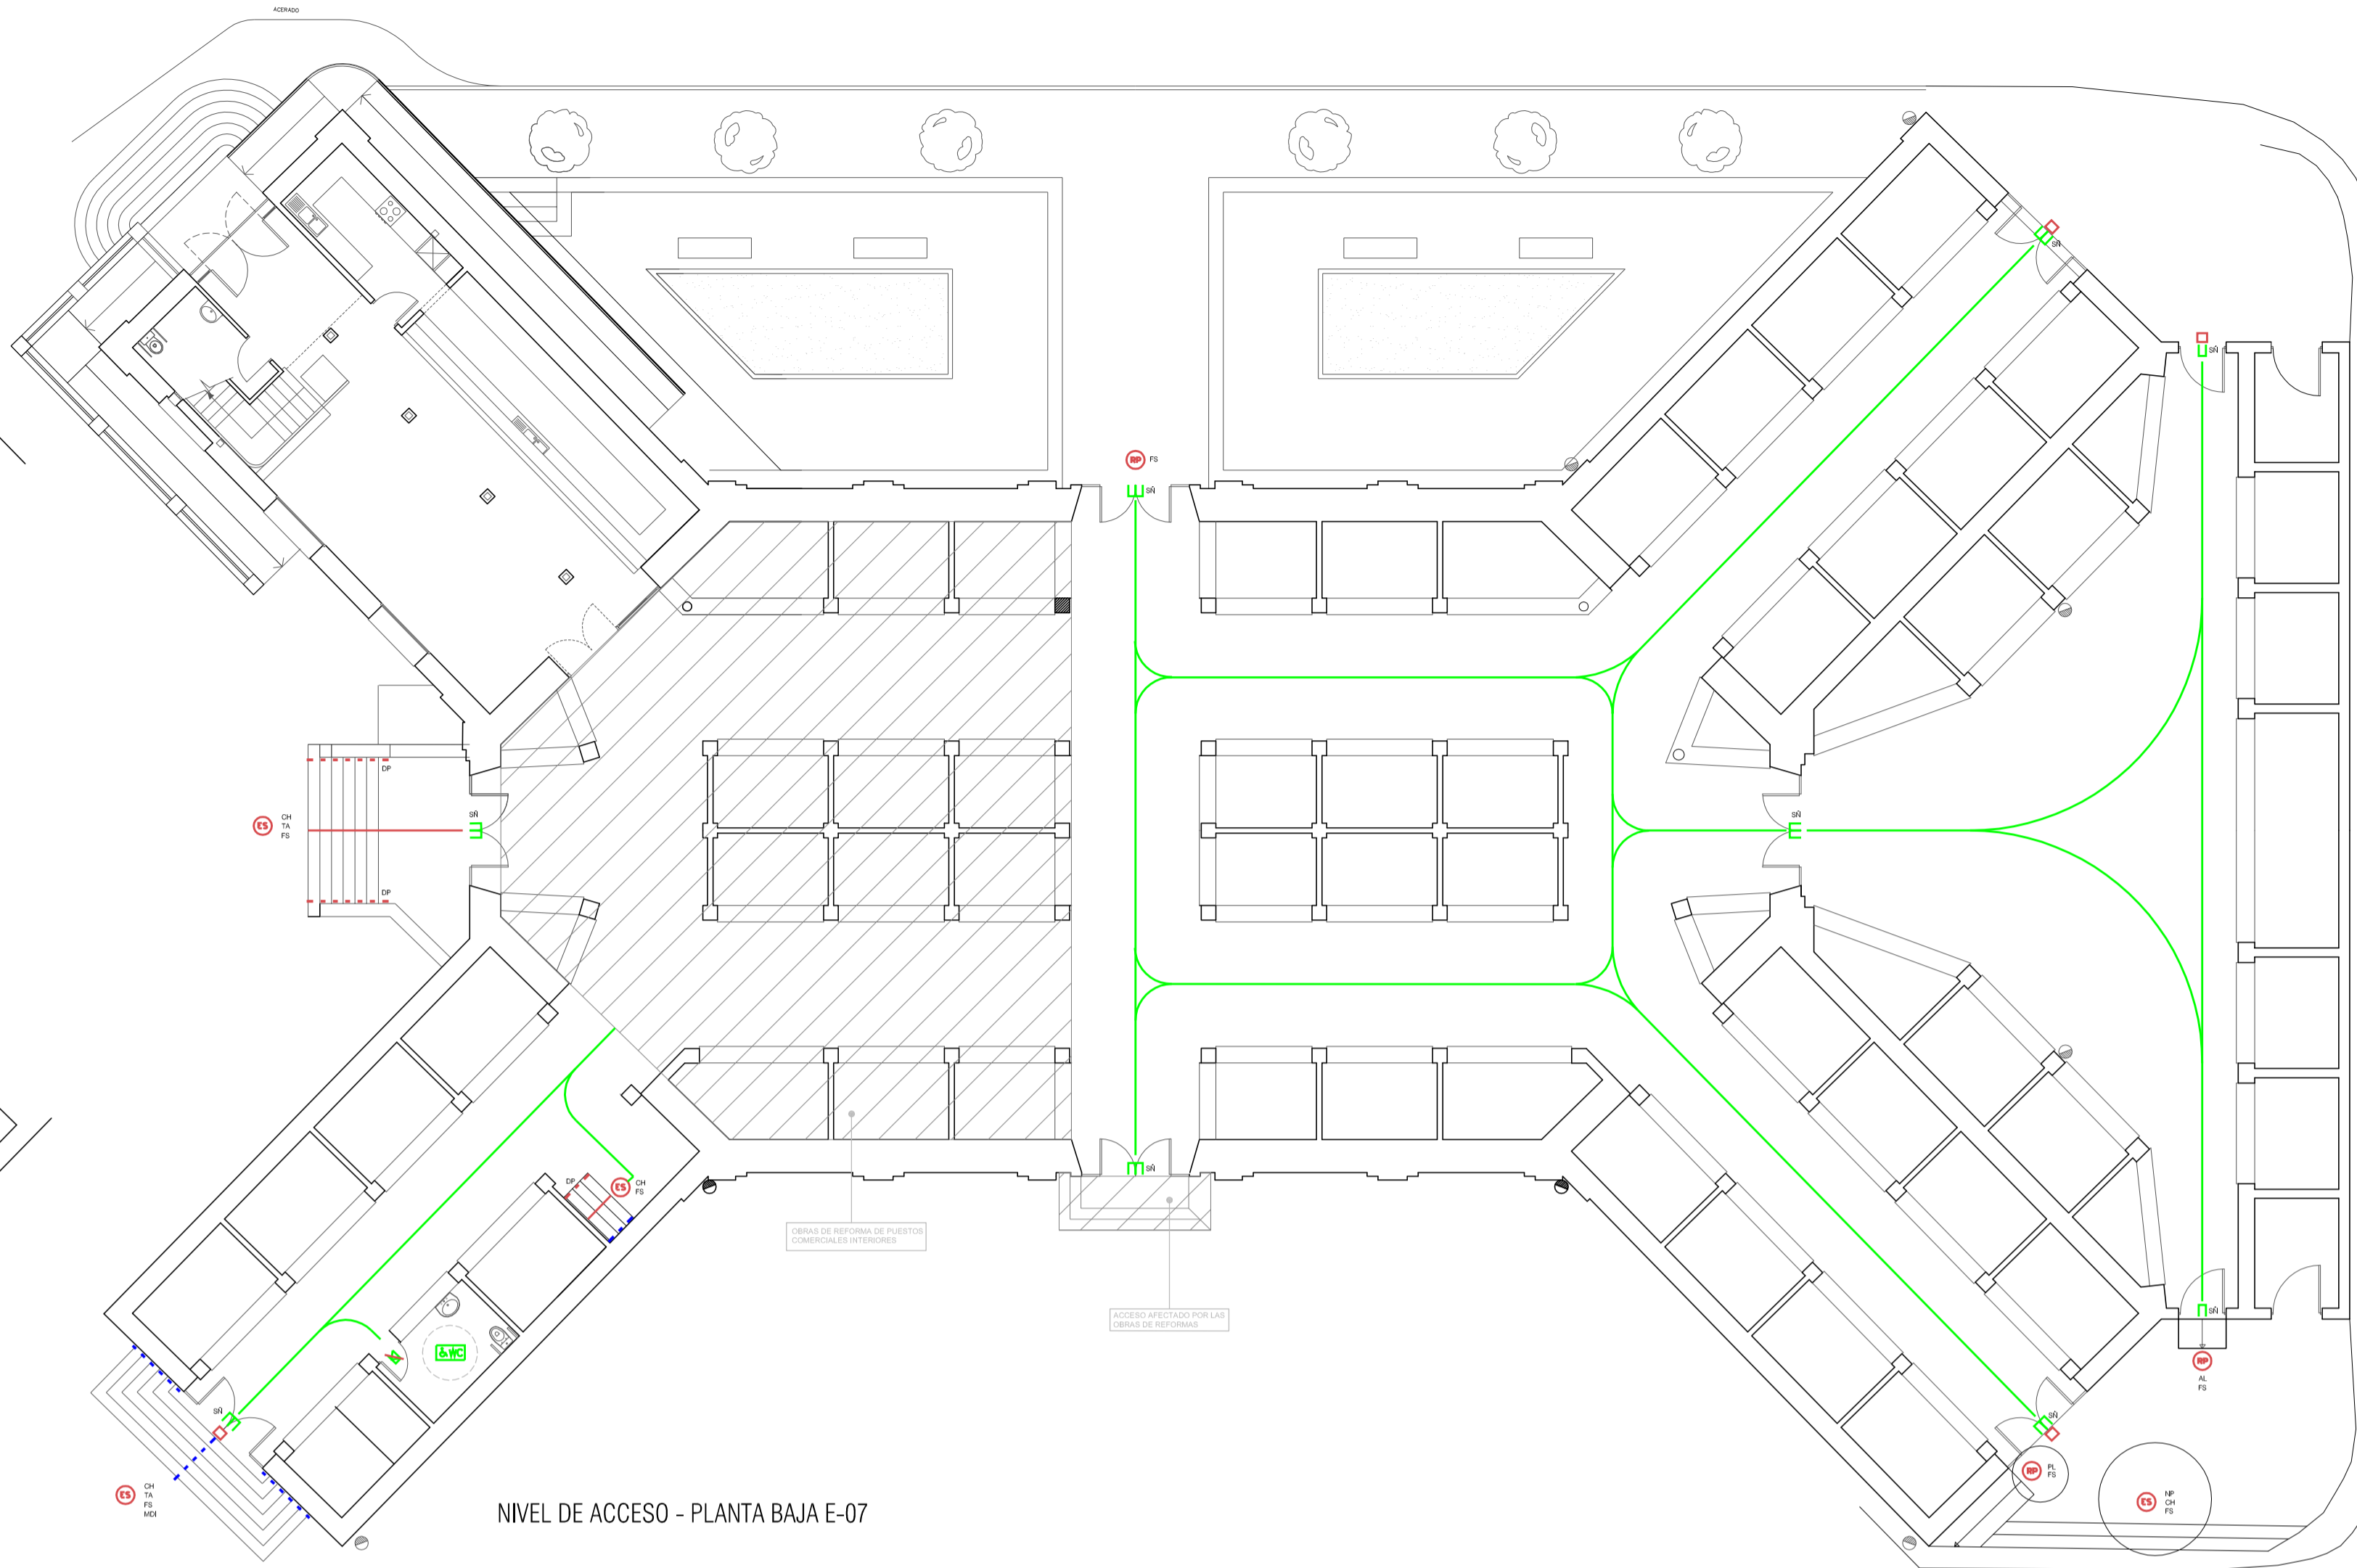 ACERADO
SÑ
SÑ
RP FS
SÑ
DP
SÑ
ES
CH
TA
FS
SÑ
DP
SÑ
DP
ES
CH
FS
OBRAS DE REFORMA DE PUESTOS
COMERCIALES INTERIORES
ACCESO AFECTADO POR LAS
OBRAS DE REFORMAS
SÑ
WC
RP
AL
FS
SÑ
SÑ
RP
PL
FS
ES
CH
TA
FS
MDI
ES
NP
CH
FS
NIVEL DE ACCESO - PLANTA BAJA E-07